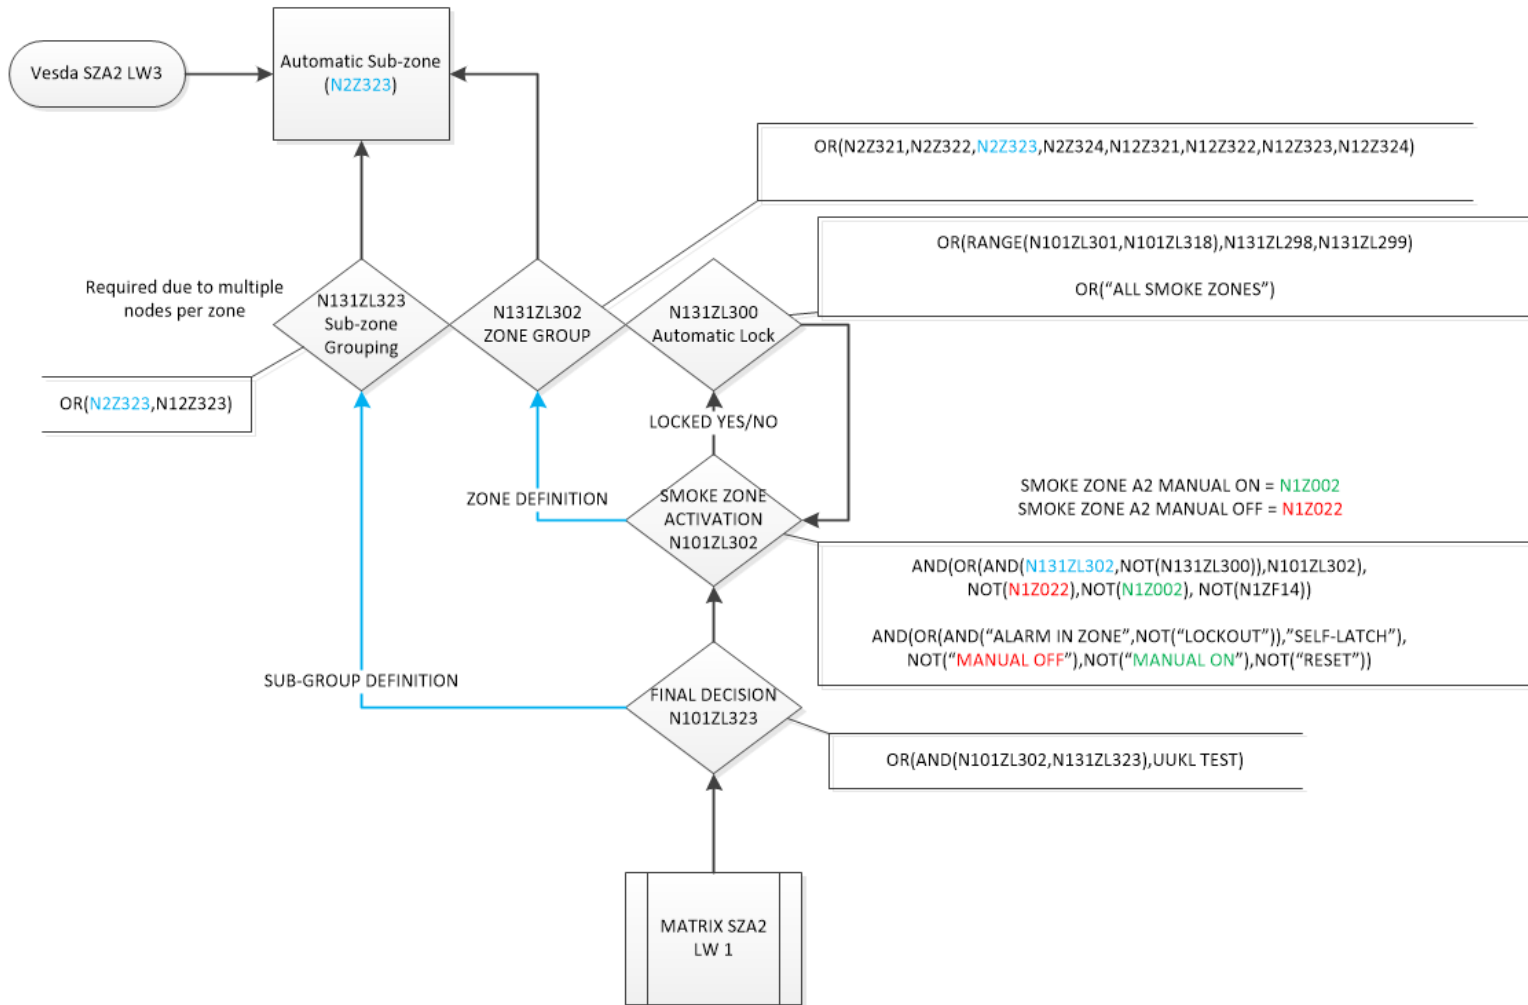 Vesda SZA2 LW3
Automatic Sub-zone
(N2Z323)
OR(N2Z321,N2Z322,N2Z323,N2Z324,N12Z321,N12Z322,N12Z323,N12Z324)
OR(RANGE(N101ZL301,N101ZL318),N131ZL298,N131ZL299)
OR(“ALL SMOKE ZONES”)
Required due to multiple
nodes per zone
N131ZL323
Sub-zone
Grouping
N131ZL302
ZONE GROUP
N131ZL300
Automatic Lock
OR(N2Z323,N12Z323)
LOCKED YES/NO
ZONE DEFINITION
SMOKE ZONE
ACTIVATION
N101ZL302
SMOKE ZONE A2 MANUAL ON = N1Z002
SMOKE ZONE A2 MANUAL OFF = N1Z022
AND(OR(AND(N131ZL302,NOT(N131ZL300)),N101ZL302),
NOT(N1Z022),NOT(N1Z002), NOT(N1ZF14))
AND(OR(AND(“ALARM IN ZONE”,NOT(“LOCKOUT”)),”SELF-LATCH”),
NOT(“MANUAL OFF”),NOT(“MANUAL ON”),NOT(“RESET”))
SUB-GROUP DEFINITION
FINAL DECISION
N101ZL323
OR(AND(N101ZL302,N131ZL323),UUKL TEST)
MATRIX SZA2
LW 1